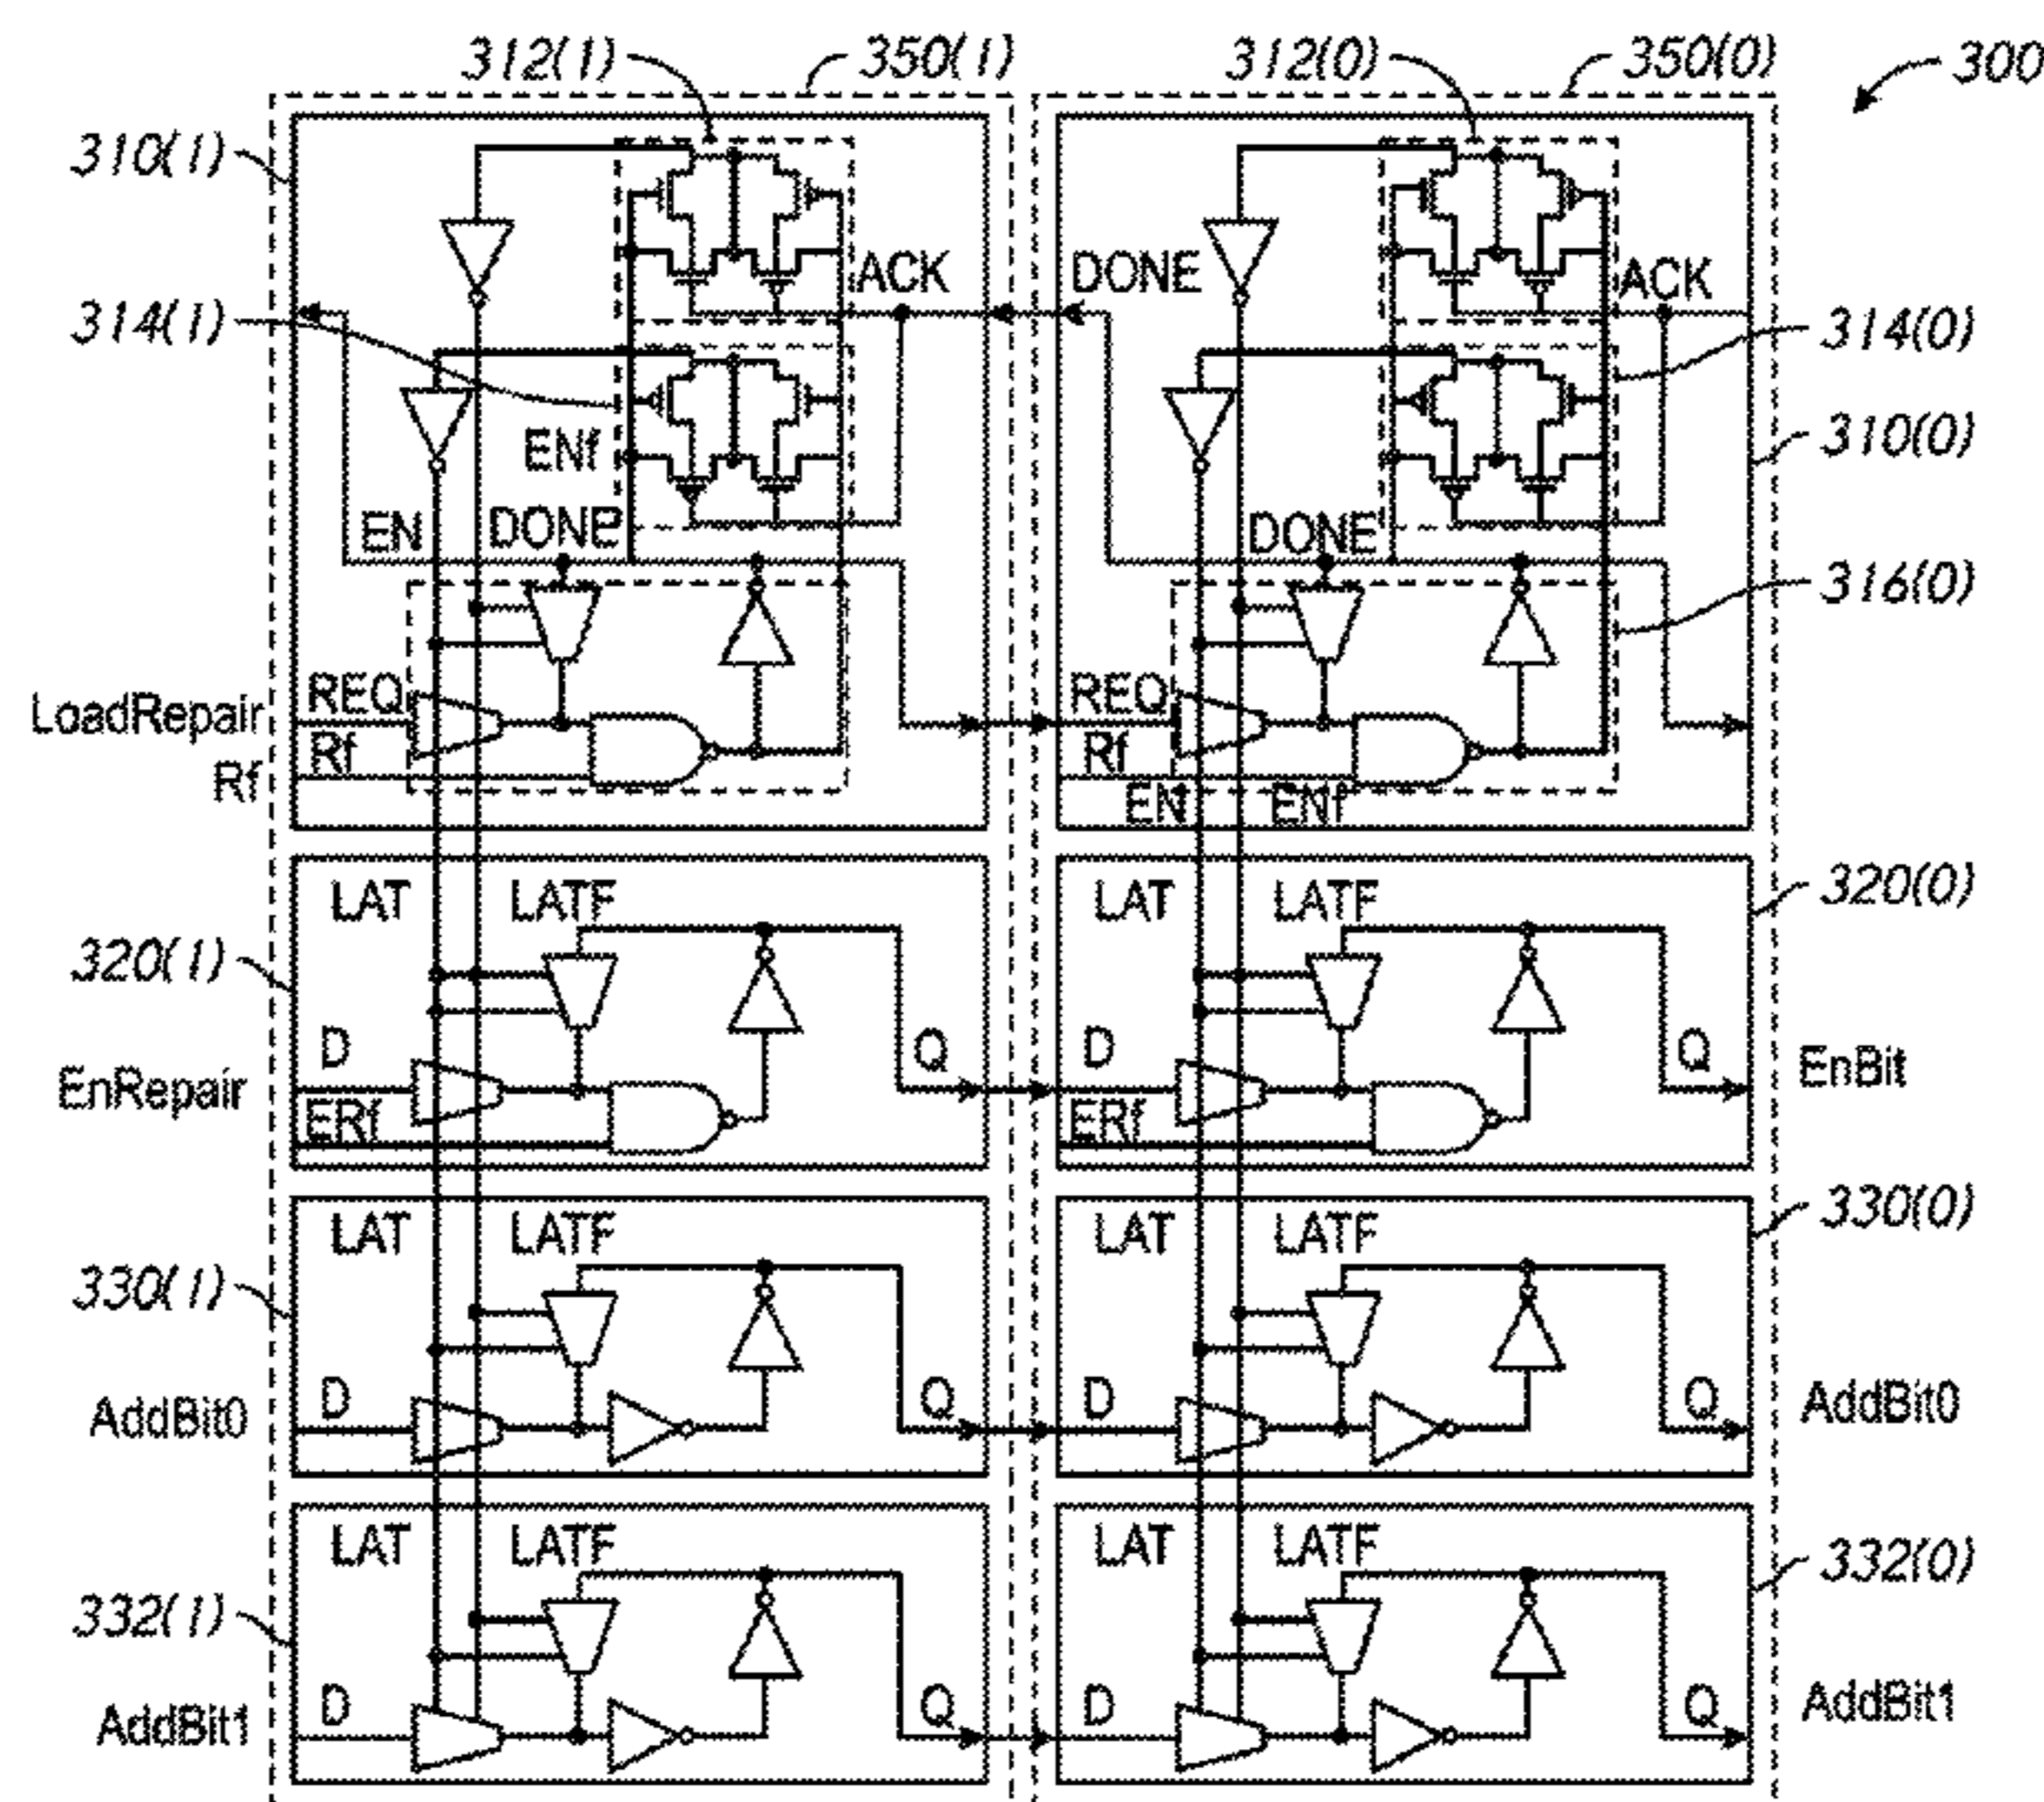 312(1)
350(1)
312(0)
350(0)
300
310(1)
ACK
DONE
ACK
314(1)
314(0)
ENf
310(0)
EN
DONE
DONE
316(0)
LoadRepair
REQ
REQ
Rf
Rf
Rf
EN
ENf
LAT
LATF
LAT
LATF
320(0)
320(1)
D
Q
D
Q
EnRepair
EnBit
ERf
ERf
LAT
LATF
LAT
LATF
330(0)
330(1)
AddBit0
D
Q
D
Q
AddBit0
LAT
LATF
LAT
LATF
332(0)
332(1)
AddBit1
D
Q
D
Q
AddBit1